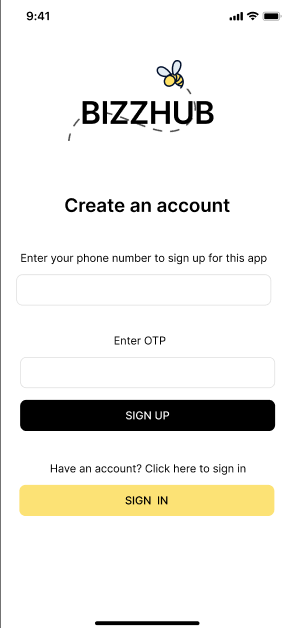 9:41
BIZZHUB
Create an account
Enter your phone number to sign up for this app
Enter OTP
SIGN UP
Have an account? Click here to sign in
SIGN IN